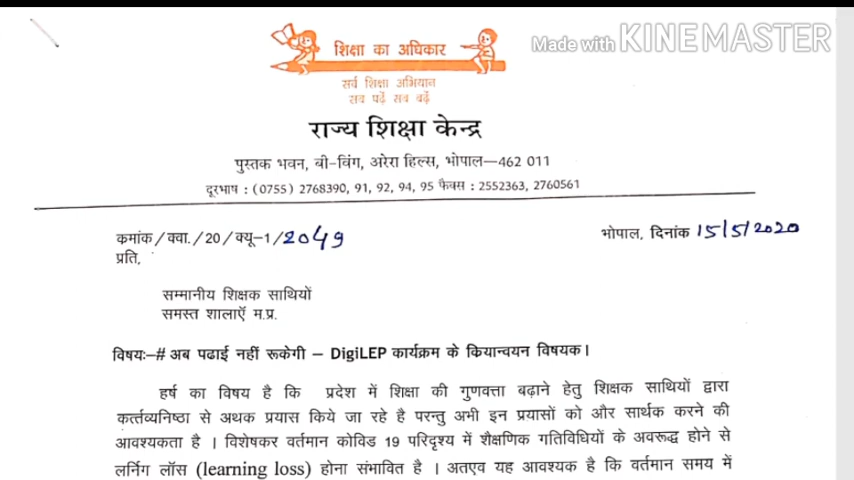 Made with KINEMASTER
शिक्षा का अधिकार
सर्व शिक्षा अभियान
सब पढ़ें सब बढ़ें
राज्य शिक्षा केन्द्र
पुस्तक भवन, बी-विंग, अरेरा हिल्स, भोपाल-462 011
दूरभाष : (0755) 2768390, 91, 92, 94, 95 फैक्स : 2552363, 2760561
कमांक / क्वा. / 20 / क्यू-1 / 2049
भोपाल, दिनांक 15/5/2020
प्रति,
सम्मानीय शिक्षक साथियों
समस्त शालाऍ म.प्र.
विषयः-# अब पढाई नहीं रूकेगी – DigiLEP कार्यक्रम के कियान्वयन विषयक।
हर्ष का विषय है कि प्रदेश में शिक्षा की गुणवत्ता बढ़ाने हेतु शिक्षक साथियों द्वारा
कर्त्तव्यनिष्ठा से अथक प्रयास किये जा रहे है परन्तु अभी इन प्रयासों को और सार्थक करने की
आवश्यकता है । विशेषकर वर्तमान कोविड 19 परिदृश्य में शैक्षणिक गतिविधियों के अवरूद्ध होने से
लर्निग लॉस (learning loss) होना संभावित है । अतएव यह आवश्यक है कि वर्तमान समय में